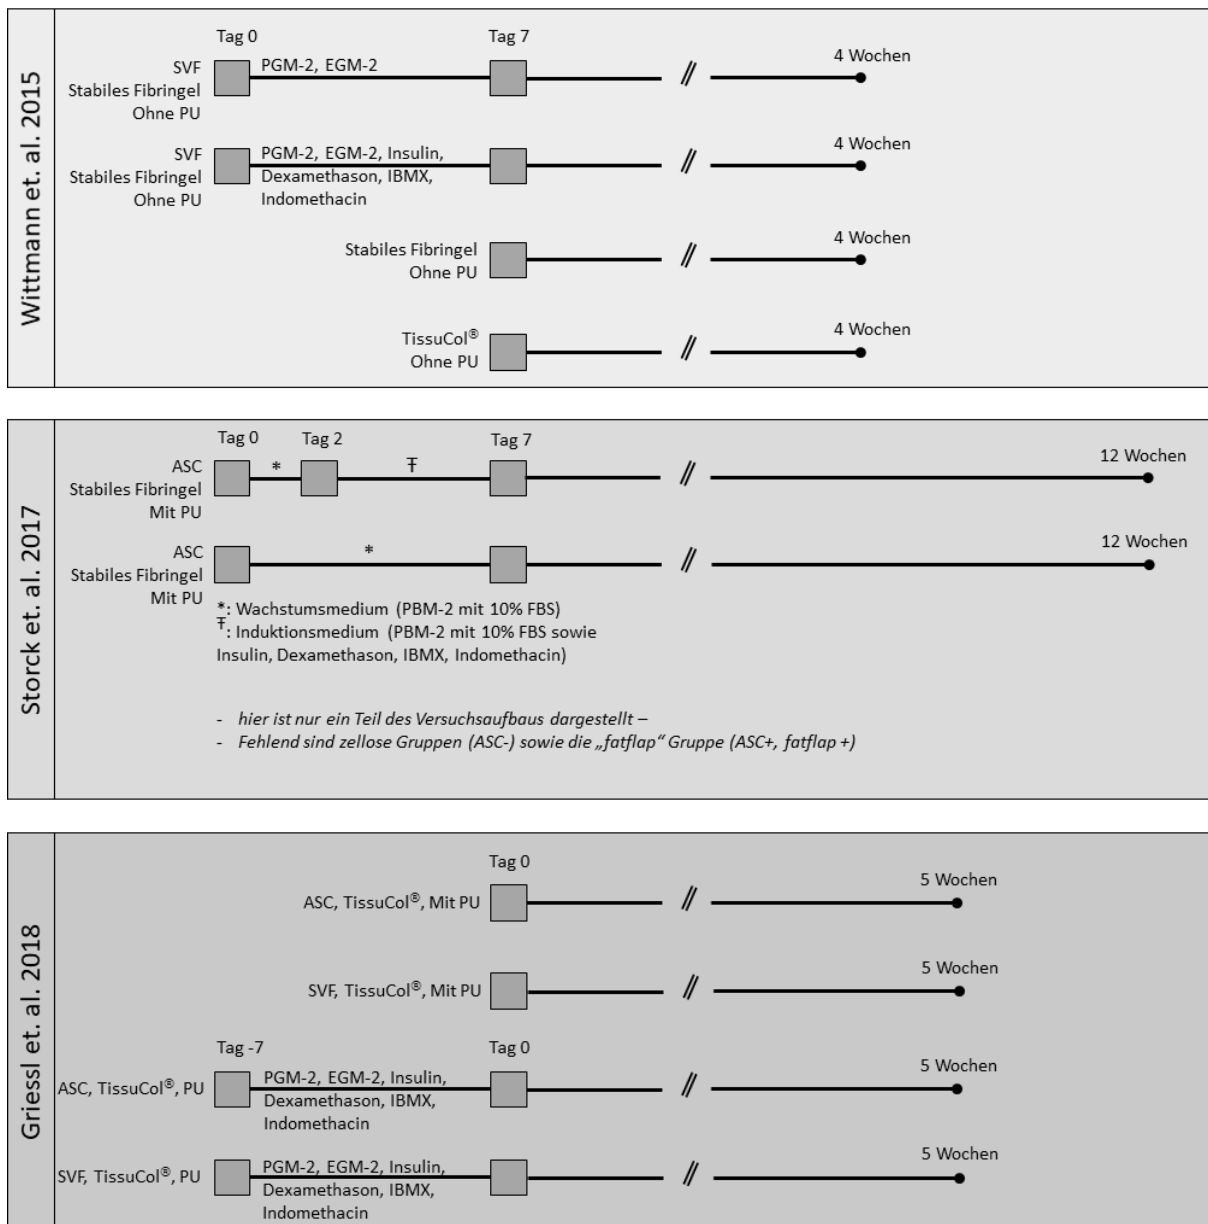 Wittmann et. al. 2015
Tag 0
Tag 7
SVF
Stabiles Fibringel
Ohne PU
PGM-2, EGM-2
4 Wochen
SVF
Stabiles Fibringel
Ohne PU
PGM-2, EGM-2, Insulin,
Dexamethason, IBMX,
Indomethacin
4 Wochen
Stabiles Fibringel
Ohne PU
4 Wochen
TissuCol®
Ohne PU
4 Wochen
Storck et. al. 2017
Tag 0
Tag 2
Tag 7
ASC
Stabiles Fibringel
Mit PU
*
Ŧ
12 Wochen
ASC
Stabiles Fibringel
Mit PU
*
12 Wochen
*: Wachstumsmedium (PBM-2 mit 10% FBS)
Ŧ: Induktionsmedium (PBM-2 mit 10% FBS sowie
Insulin, Dexamethason, IBMX, Indomethacin)
- hier ist nur ein Teil des Versuchsaufbaus dargestellt –
- Fehlend sind zellose Gruppen (ASC-) sowie die „fatflap“ Gruppe (ASC+, fatflap +)
Griessl et. al. 2018
Tag 0
ASC, TissuCol®, Mit PU
5 Wochen
SVF, TissuCol®, Mit PU
5 Wochen
Tag -7
Tag 0
ASC, TissuCol®, PU
PGM-2, EGM-2, Insulin,
Dexamethason, IBMX,
Indomethacin
5 Wochen
SVF, TissuCol®, PU
PGM-2, EGM-2, Insulin,
Dexamethason, IBMX,
Indomethacin
5 Wochen